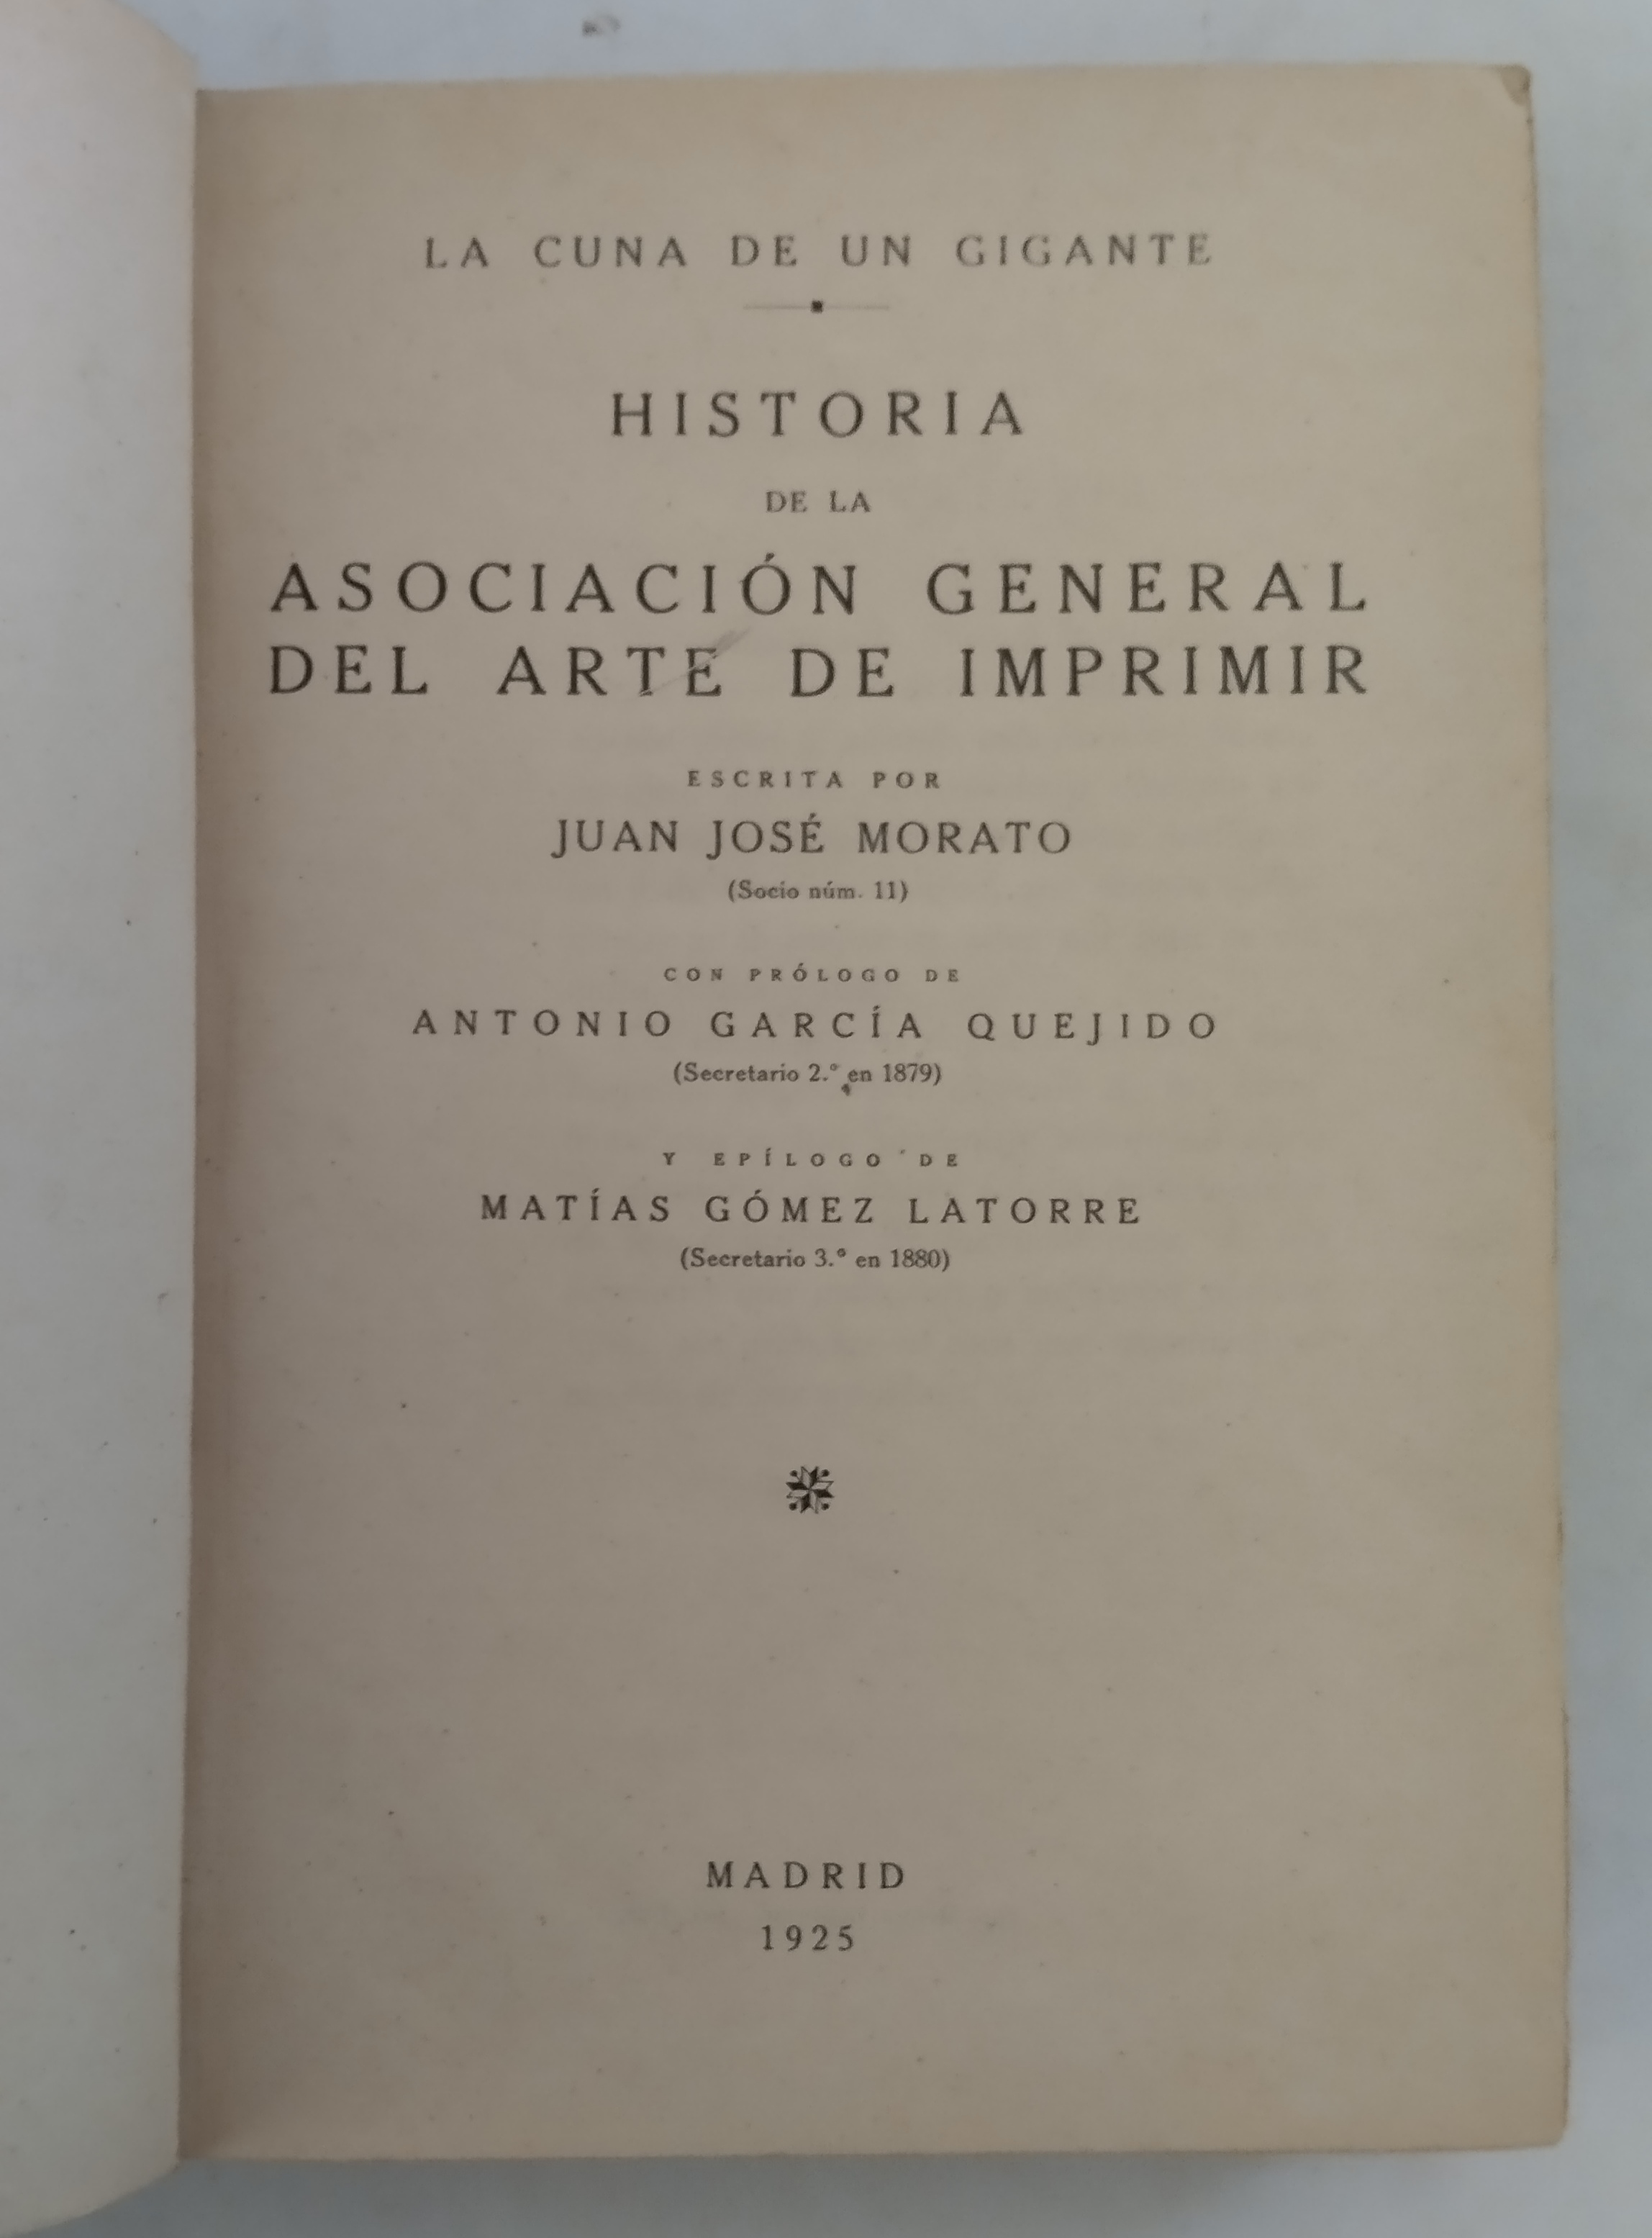 LA CUNA DE UN GIGANTE
HISTORIA
DE LA
ASOCIACIÓN GENERAL
DEL ARTE DE IMPRIMIR
ESCRITA POR
JUAN JOSÉ MORATO
(Socio núm. 11)
CON PRÓLOGO DE
ANTONIO GARCÍA QUEJIDO
(Secretario 2.º en 1879)
Y EPÍLOGO DE
MATÍAS GÓMEZ LATORRE
(Secretario 3.º en 1880)
MADRID
1925